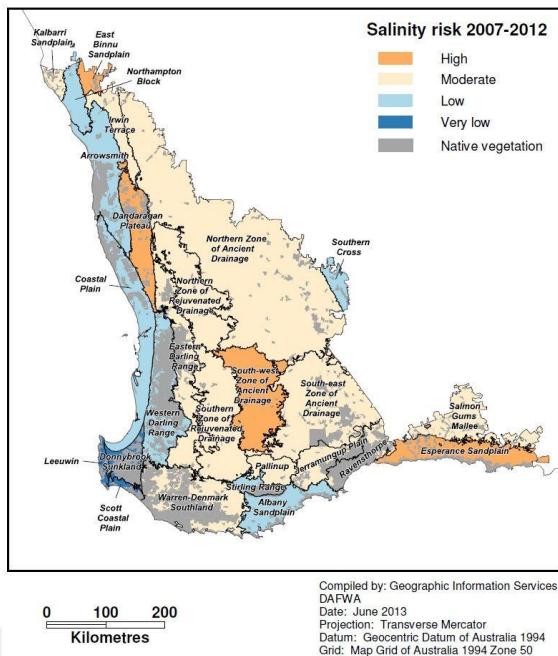 Salinity risk 2007-2012
High
Moderate
Low
Very low
Native vegetation
Kalbarri
Sandplain
East
Binnu
Sandplain
Northampton
Block
Irwin
Terrace
Arrowsmith
Dandaragan
Plateau
Northern Zone
of Ancient
Drainage
Southern
Cross
Coastal
Plain
Northern
Zone of
Rejuvenated
Drainage
Eastern
Darling
Range
South-west
Zone of
Ancient
Drainage
South-east
Zone of
Ancient
Drainage
Western
Darling
Range
Southern
Zone of
Rejuvenated
Drainage
Salmon
Gums
Mallee
Leeuwin
Donnybrook
Sunkland
Pallinup
Jerramungup Plain
Ravensthorpe
Esperance Sandplain
Stirling Range
Scott
Coastal
Plain
Warren-Denmark
Southland
Albany
Sandplain
0 100 200
Kilometres
Compiled by: Geographic Information Services
DAFWA
Date: June 2013
Projection: Transverse Mercator
Datum: Geocentric Datum of Australia 1994
Grid: Map Grid of Australia 1994 Zone 50